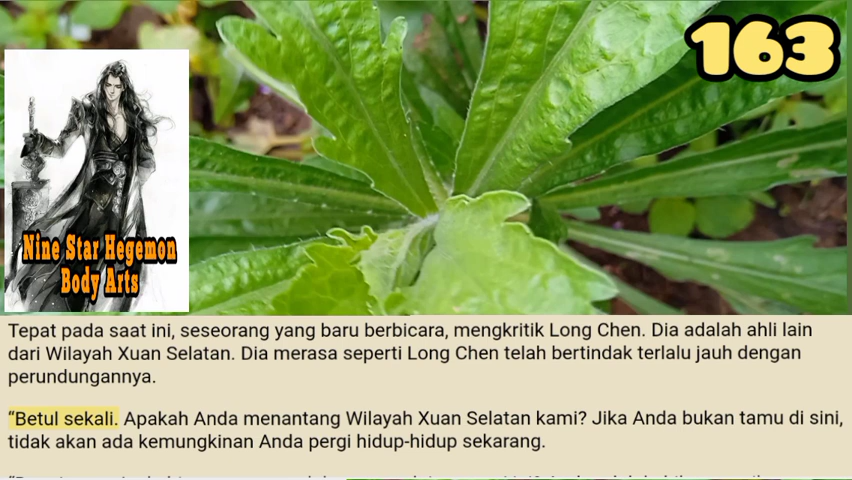 163
Nine Star Hegemon
Body Arts
Tepat pada saat ini, seseorang yang baru berbicara, mengkritik Long Chen. Dia adalah ahli lain
dari Wilayah Xuan Selatan. Dia merasa seperti Long Chen telah bertindak terlalu jauh dengan
perundungannya.
“Betul sekali. Apakah Anda menantang Wilayah Xuan Selatan kami? Jika Anda bukan tamu di sini,
tidak akan ada kemungkinan Anda pergi hidup-hidup sekarang.